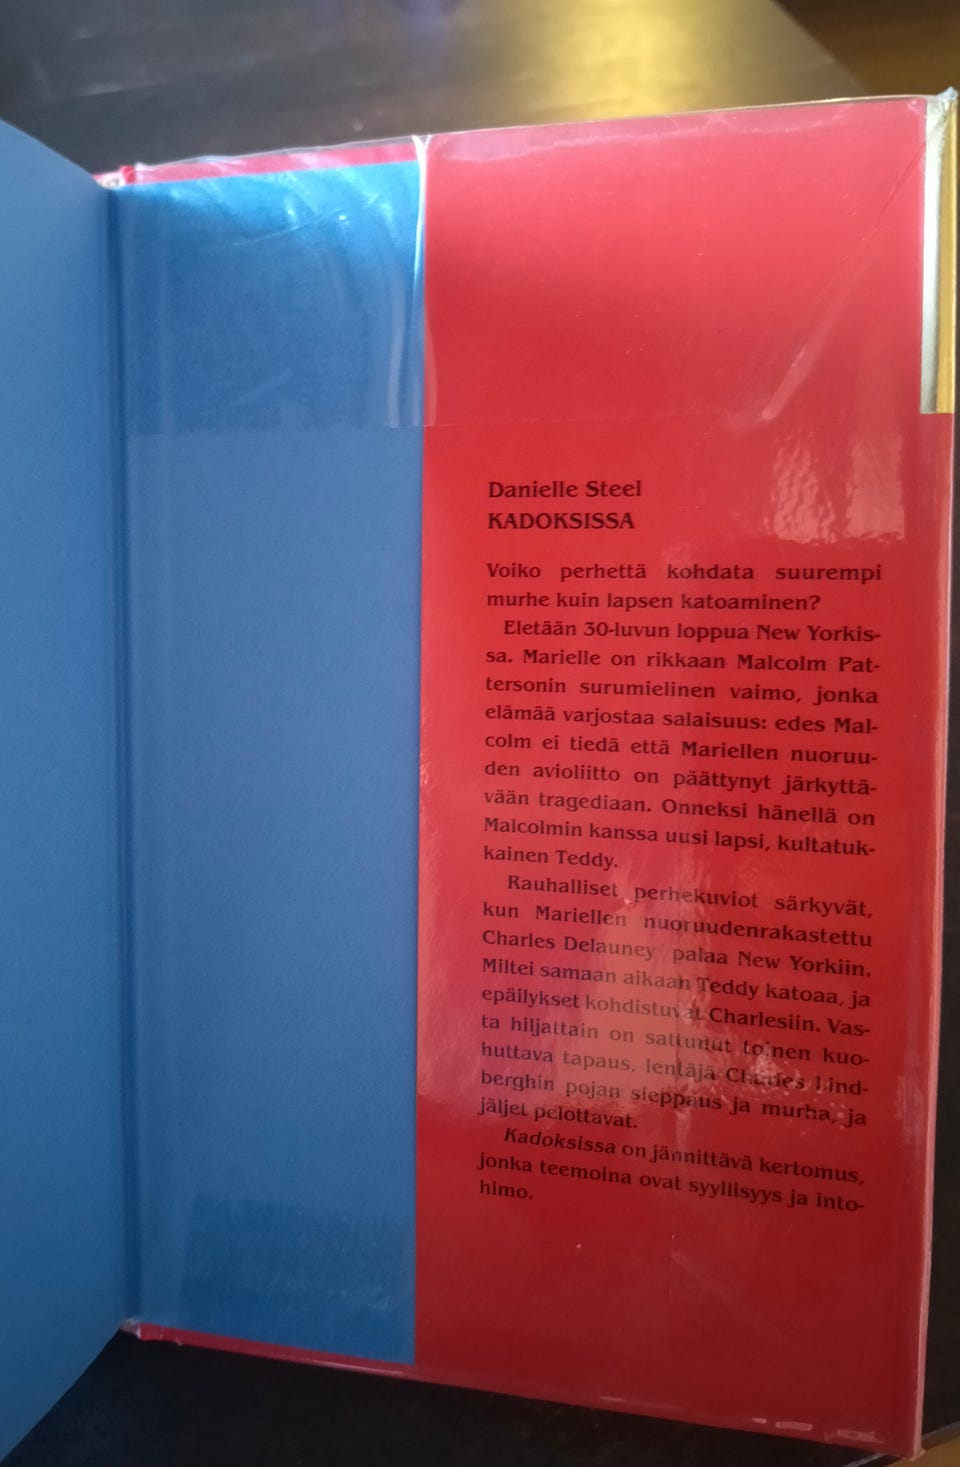 Danielle Steel
KADOKSISSA
Voiko perhettä kohdata suurempi
murhe kuin lapsen katoaminen?
Eletään 30-luvun loppua New Yorkis-
sa. Marielle on rikkaan Malcolm Pat-
tersonin surumielinen vaimo, jonka
elämää varjostaa salaisuus: edes Mal-
colm ei tiedä että Mariellen nuoruu-
den avioliitto on päättynyt järkyttä-
vään tragediaan. Onneksi hänellä on
Malcolmin kanssa uusi lapsi, kultatuk-
kainen Teddy.
Rauhalliset perhekuviot särkyvät,
kun Mariellen nuoruudenrakastettu
Charles Delauney palaa New Yorkiin.
Miltei samaan aikaan Teddy katoaa, ja
epäilykset kohdistuvat Charlesiin. Vas-
ta hiljattain on sattunut toinen kuo-
huttava tapaus, lentäjä Charles Lind-
berghin pojan sieppaus ja murha, ja
jäljet pelottavat.
Kadoksissa on jännittävä kertomus,
jonka teemoina ovat syyllisyys ja into-
himo.